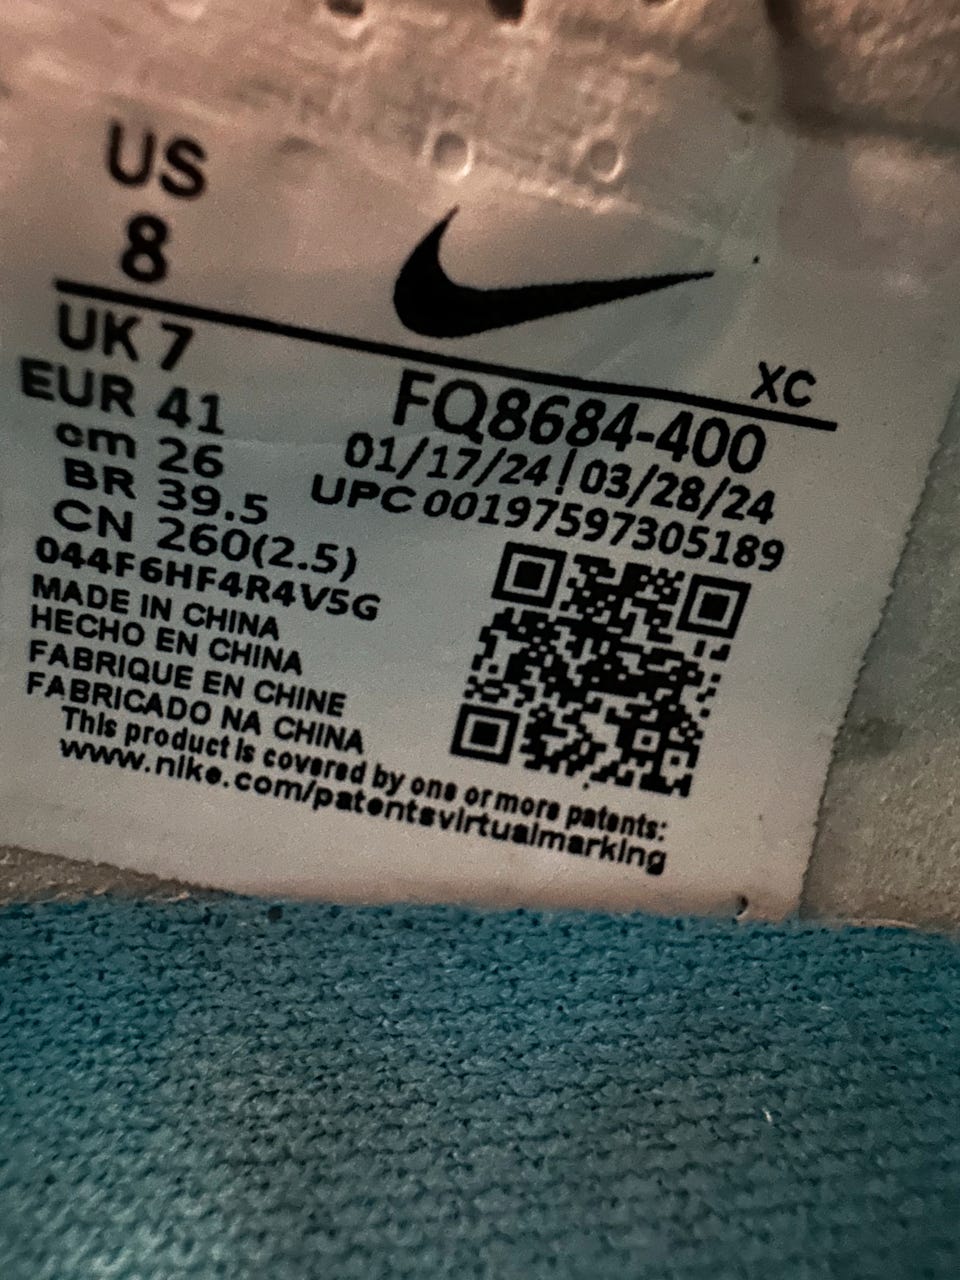 US
8
UK 7
EUR 41
cm 26
BR 39.5
CN 260(2.5)
044F6HF4R4V5G
XC
FQ8684-400
01/17/24 | 03/28/24
UPC 00197597305189
MADE IN CHINA
HECHO EN CHINA
FABRIQUE EN CHINE
FABRICADO NA CHINA
This product is covered by one or more patents:
www.nike.com/patentsvirtualmarking